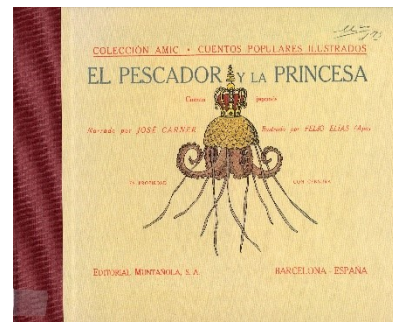 COLECCIÓN AMIC • CUENTOS POPULARES ILUSTRADOS
EL PESCADOR Y LA PRINCESA
Cuento japonés
Narrado por JOSÉ CARNER Ilustrado por FELIO ELIAS (Apa)
EDITORIAL MUNTAÑOLA, S. A. BARCELONA - ESPAÑA